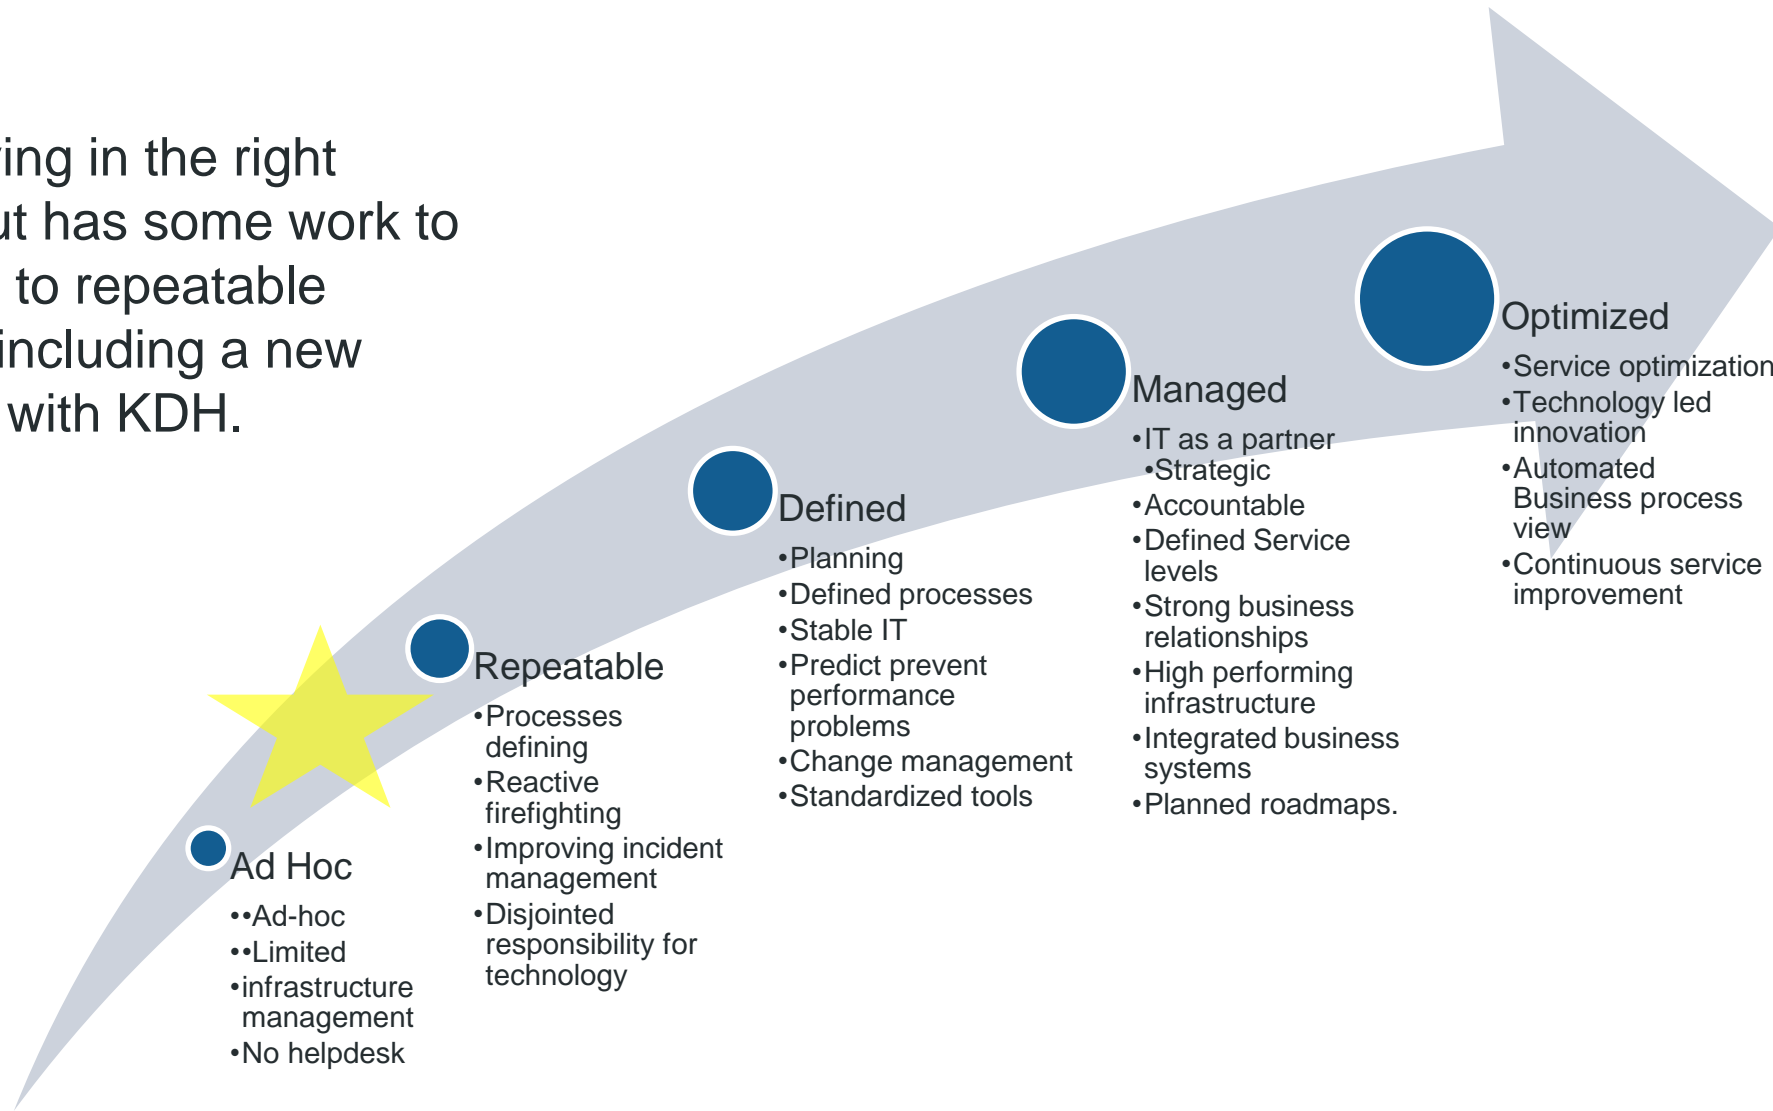 ing in the right
ut has some work to
to repeatable
including a new
with KDH.
Ad Hoc
••Ad-hoc
••Limited
•infrastructure
management
•No helpdesk
Repeatable
•Processes
defining
•Reactive
firefighting
•Improving incident
management
•Disjointed
responsibility for
technology
Defined
•Planning
•Defined processes
•Stable IT
•Predict prevent
performance
problems
•Change management
•Standardized tools
Managed
•IT as a partner
•Strategic
•Accountable
•Defined Service
levels
•Strong business
relationships
•High performing
infrastructure
•Integrated business
systems
•Planned roadmaps.
Optimized
•Service optimization
•Technology led
innovation
•Automated
Business process
view
•Continuous service
improvement